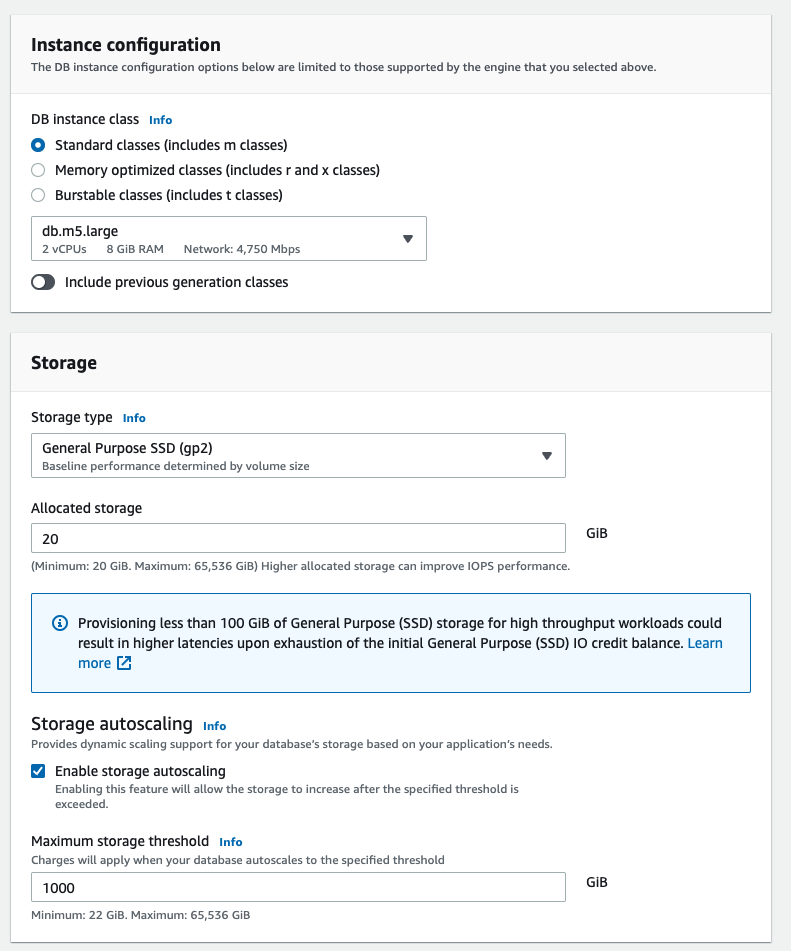 Instance configuration
The DB instance configuration options below are limited to those supported by the engine that you selected above.
DB instance class Info
Standard classes (includes m classes)
Memory optimized classes (includes r and x classes)
Burstable classes (includes t classes)
db.m5.large
2 vCPUs 8 GiB RAM Network: 4,750 Mbps
Include previous generation classes
Storage
Storage type Info
General Purpose SSD (gp2)
Baseline performance determined by volume size
Allocated storage
20 GiB
(Minimum: 20 GiB. Maximum: 65,536 GiB) Higher allocated storage can improve IOPS performance.
Provisioning less than 100 GiB of General Purpose (SSD) storage for high throughput workloads could
result in higher latencies upon exhaustion of the initial General Purpose (SSD) IO credit balance. Learn
more
Storage autoscaling Info
Provides dynamic scaling support for your database's storage based on your application's needs.
Enable storage autoscaling
Enabling this feature will allow the storage to increase after the specified threshold is
exceeded.
Maximum storage threshold Info
Charges will apply when your database autoscales to the specified threshold
1000 GiB
Minimum: 22 GiB. Maximum: 65,536 GiB